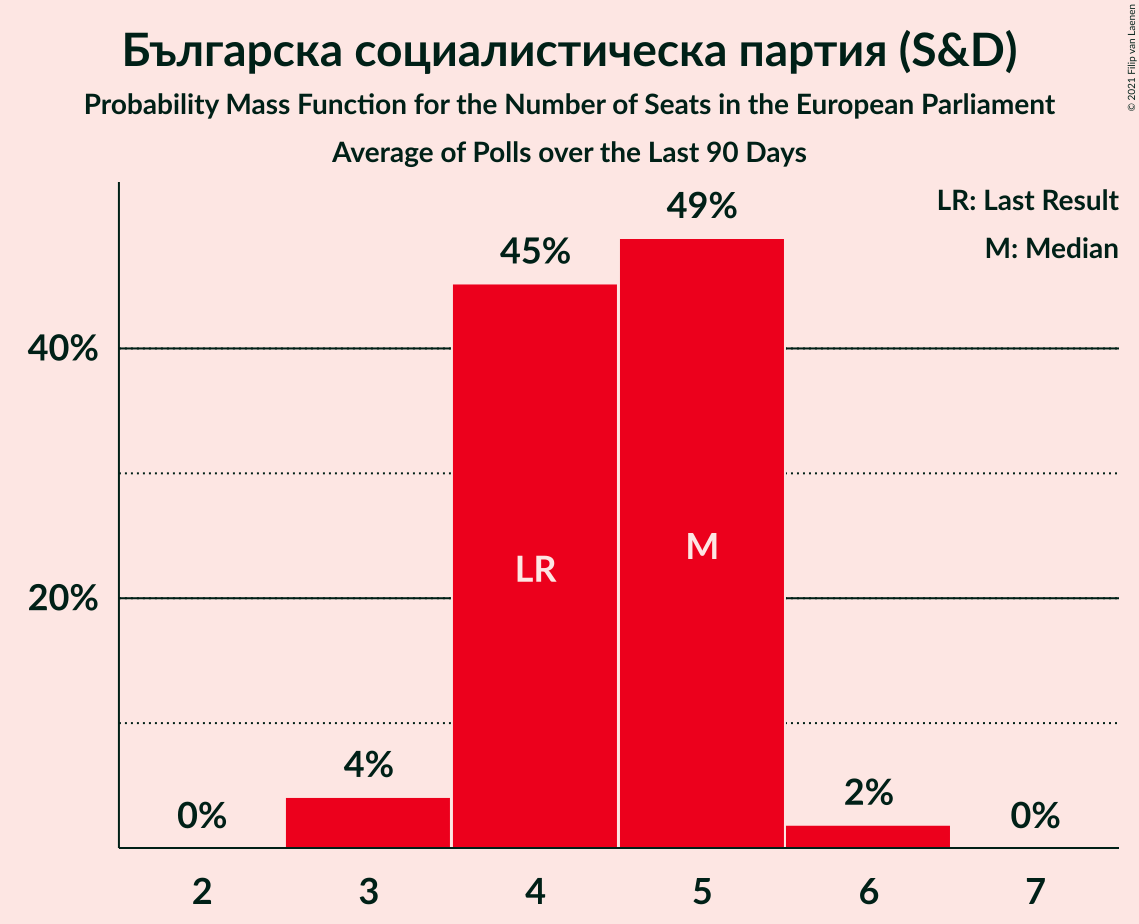 Българска социалистическа партия (S&D)
Probability Mass Function for the Number of Seats in the European Parliament
Average of Polls over the Last 90 Days
© 2021 Filip van Laenen
LR: Last Result
M: Median
49%
45%
40%
LR
M
20%
4%
2%
0%
0%
2 3 4 5 6 7